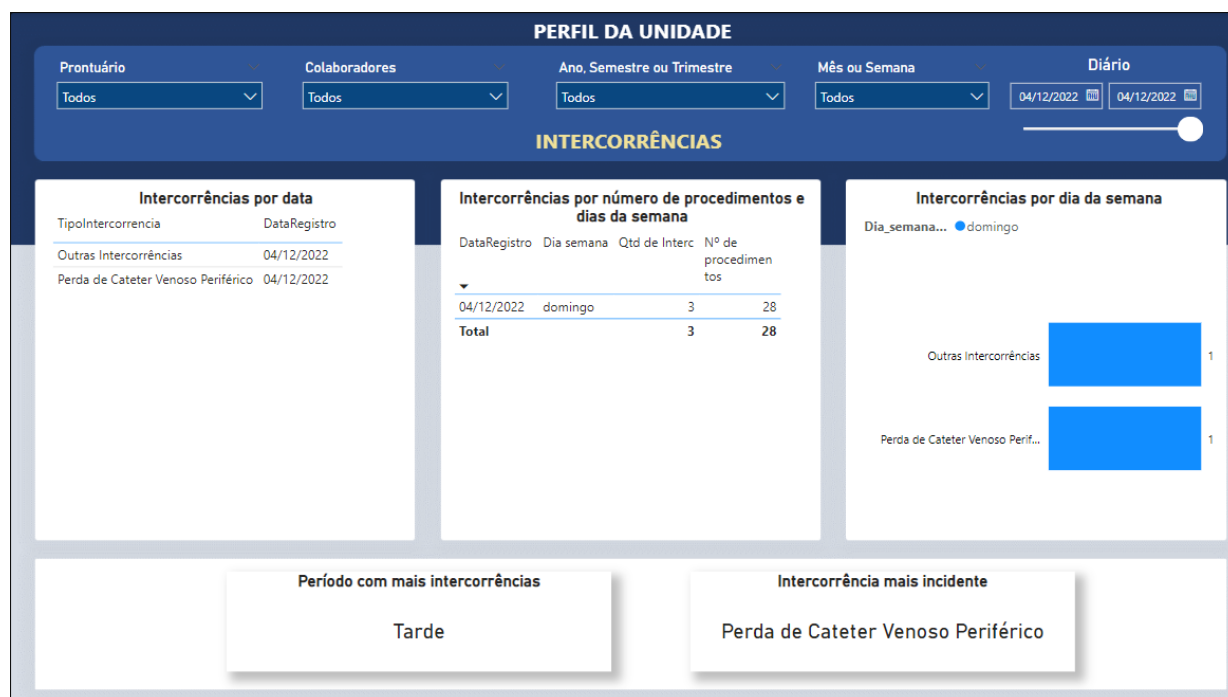 PERFIL DA UNIDADE
Prontuário Colaboradores Ano, Semestre ou Trimestre Mês ou Semana Diário
Todos Todos Todos Todos 04/12/2022 04/12/2022
INTERCORRÊNCIAS
Intercorrências por data
TipoIntercorrencia DataRegistro
Outras Intercorrências 04/12/2022
Perda de Cateter Venoso Periférico 04/12/2022
Intercorrências por número de procedimentos e
dias da semana
DataRegistro Dia semana Qtd de Interc Nº de
procedimen
tos
04/12/2022 domingo 3 28
Total 3 28
Intercorrências por dia da semana
Dia_semana... domingo
Outras Intercorrências 1
Perda de Cateter Venoso Perif... 1
Período com mais intercorrências
Tarde
Intercorrência mais incidente
Perda de Cateter Venoso Periférico